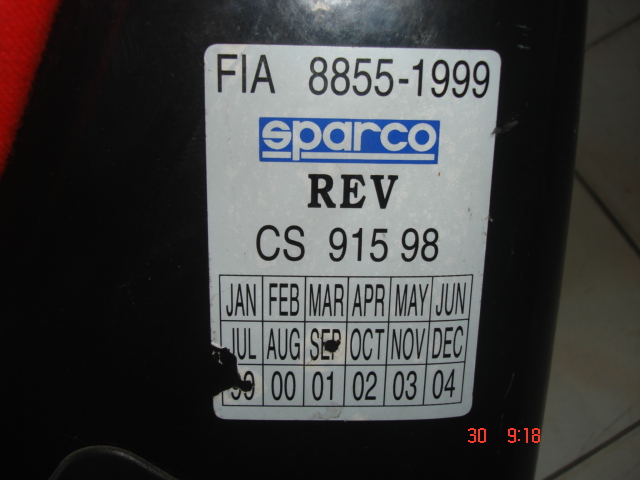 FIA 8855-1999
sparco
REV
CS 915 98
JAN FEB MAR APR MAY JUN
JUL AUG SEP OCT NOV DEC
99 00 01 02 03 04
30 9:18